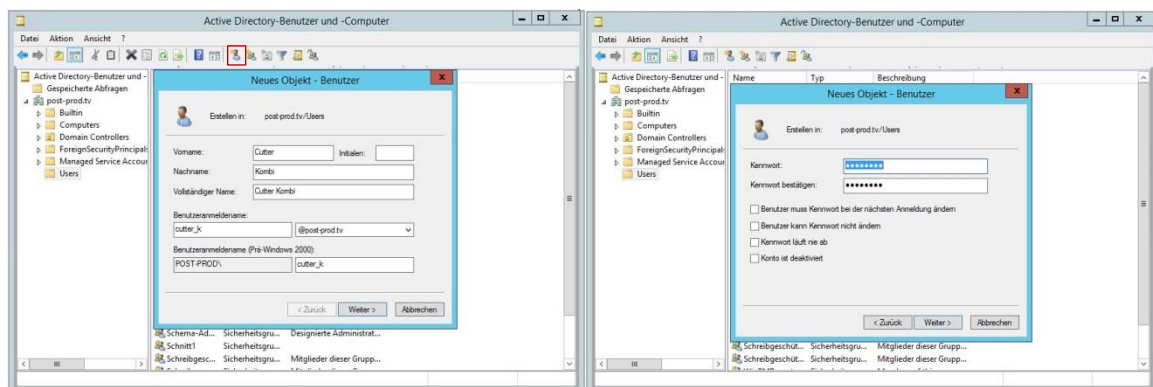 Active Directory-Benutzer und -Computer
Datei Aktion Ansicht ?
Active Directory-Benutzer und -
Gespeicherte Abfragen
post-prod.tv
Builtin
Computers
Domain Controllers
ForeignSecurityPrincipal:
Managed Service Accour
Users
Neues Objekt - Benutzer
Erstellen in: post-prod.tv/Users
Vorname: Cutter Initialen:
Nachname: Kombi
Vollständiger Name: Cutter Kombi
Benutzeranmeldename:
cutter_k @post-prod.tv
Benutzeranmeldename (Prä-Windows 2000):
POST-PROD\ cutter_k
< Zurück Weiter > Abbrechen
Schema-Ad... Sicherheitsgru... Designierte Administrat...
Schnitt1 Sicherheitsgru...
Schreibgesc... Sicherheitsgru... Mitglieder dieser Grupp...
Active Directory-Benutzer und -Computer
Datei Aktion Ansicht ?
Active Directory-Benutzer und -
Gespeicherte Abfragen
post-prod.tv
Builtin
Computers
Domain Controllers
ForeignSecurityPrincipal:
Managed Service Accour
Users
Name Typ Beschreibung
Neues Objekt - Benutzer
Erstellen in: post-prod.tv/Users
Kennwort: ●●●●●●●●
Kennwort bestätigen: ●●●●●●●●
Benutzer muss Kennwort bei der nächsten Anmeldung ändern
Benutzer kann Kennwort nicht ändern
Kennwort läuft nie ab
Konto ist deaktiviert
< Zurück Weiter > Abbrechen
Schreibgeschüt... Sicherheitsgru... Mitglieder dieser Grupp...